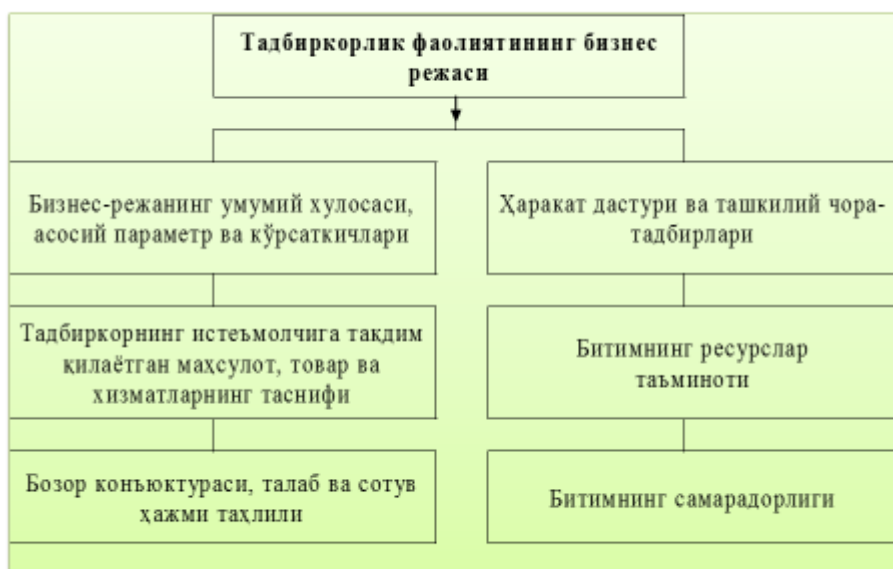 Тадбиркорлик фаолиятининг бизнес
режаси
Бизнес-режанинг умумий хулосаси,
асосий параметр ва кўрсаткичлари
Тадбиркорнинг истеъмолчига тақдим
қилаётган маҳсулот, товар ва
хизматларнинг таснифи
Бозор конъюктураси, талаб ва сотув
ҳажми таҳлили
Ҳаракат дастури ва ташкилий чора-
тадбирлари
Битимнинг ресурслар
таъминоти
Битимнинг самарадорлиги